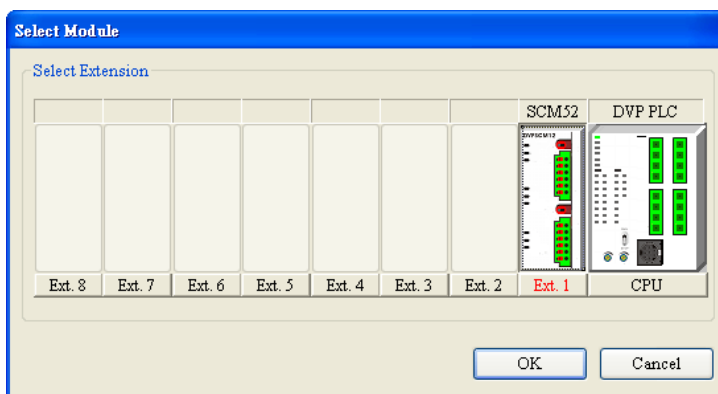 Select Module
Select Extension
SCM52 DVP PLC
DVPSCM12
Ext. 8 Ext. 7 Ext. 6 Ext. 5 Ext. 4 Ext. 3 Ext. 2 Ext. 1 CPU
OK Cancel